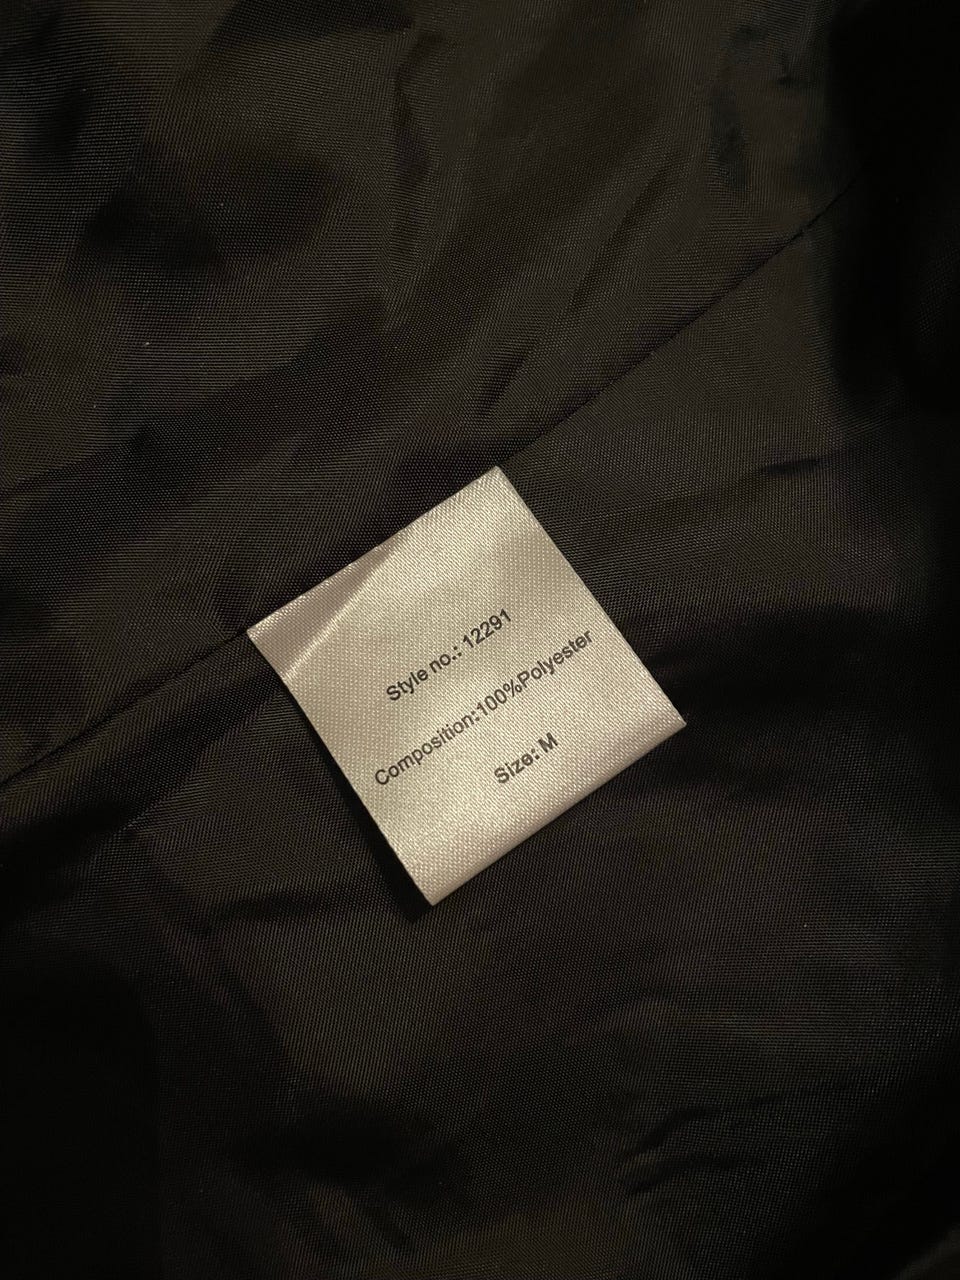 Style no.: 12291
Composition:100%Polyester
Size: M